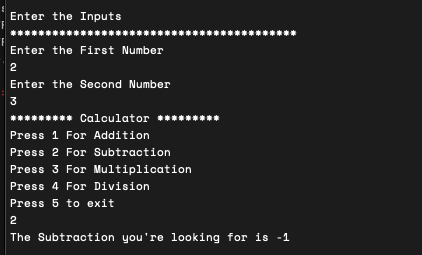 Enter the Inputs
*****************************************
Enter the First Number
2
Enter the Second Number
3
********* Calculator *********
Press 1 For Addition
Press 2 For Subtraction
Press 3 For Multiplication
Press 4 For Division
Press 5 to exit
2
The Subtraction you're looking for is -1